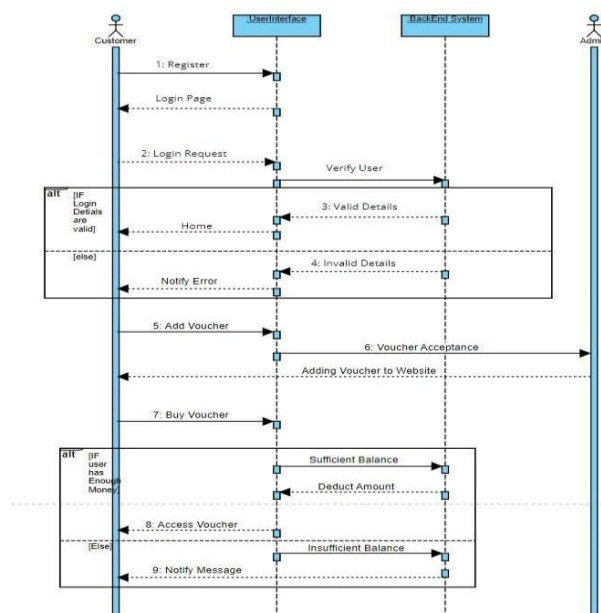 UserInterface
BackEnd System
Customer
Admi
1: Register
Login Page
2: Login Request
Verify User
alt
[IF
Login
Detials
are
valid]
3: Valid Details
Home
[else]
4: Invalid Details
Notify Error
5: Add Voucher
6: Voucher Acceptance
Adding Voucher to Website
7: Buy Voucher
alt
[IF
user
has
Enough
Money]
Sufficient Balance
Deduct Amount
8: Access Voucher
[Else]
Insufficient Balance
9: Notify Message